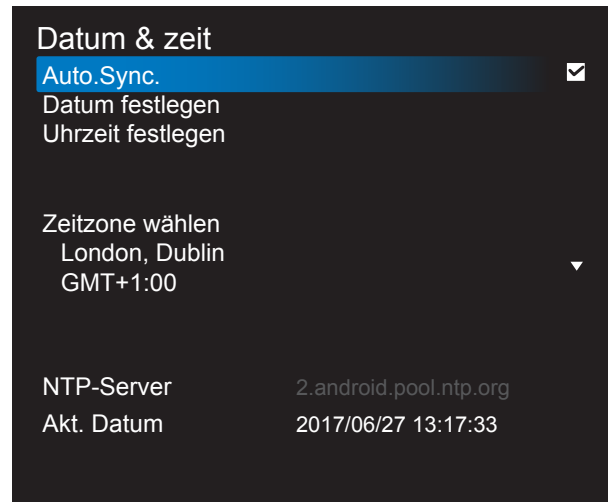 Datum & zeit
Auto.Sync.
Datum festlegen
Uhrzeit festlegen
Zeitzone wählen
London, Dublin
GMT+1:00
NTP-Server 2.android.pool.ntp.org
Akt. Datum 2017/06/27 13:17:33